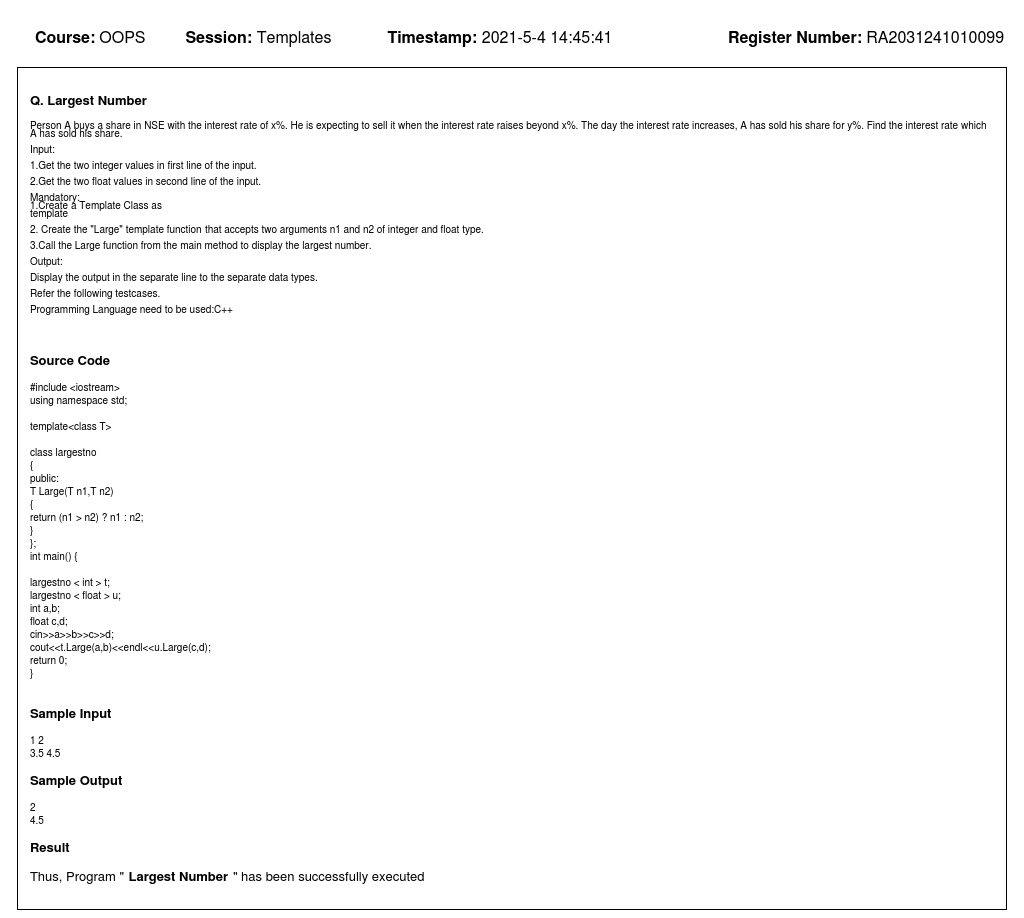 Course: OOPS Session: Templates Timestamp: 2021-5-4 14:45:41 Register Number: RA2031241010099
Q. Largest Number
Person A buys a share in NSE with the interest rate of x%. He is expecting to sell it when the interest rate raises beyond x%. The day the interest rate increases, A has sold his share for y%. Find the interest rate which
A has sold his share.
Input:
1.Get the two integer values in first line of the input.
2.Get the two float values in second line of the input.
Mandatory:
1.Create a Template Class as
template
2. Create the "Large" template function that accepts two arguments n1 and n2 of integer and float type.
3.Call the Large function from the main method to display the largest number.
Output:
Display the output in the separate line to the separate data types.
Refer the following testcases.
Programming Language need to be used:C++
Source Code
#include <iostream>
using namespace std;
template<class T>
class largestno
{
public:
T Large(T n1,T n2)
{
return (n1 > n2) ? n1 : n2;
}
};
int main() {
largestno < int > t;
largestno < float > u;
int a,b;
float c,d;
cin>>a>>b>>c>>d;
cout<<t.Large(a,b)<<endl<<u.Large(c,d);
return 0;
}
Sample Input
1 2
3.5 4.5
Sample Output
2
4.5
Result
Thus, Program " Largest Number " has been successfully executed